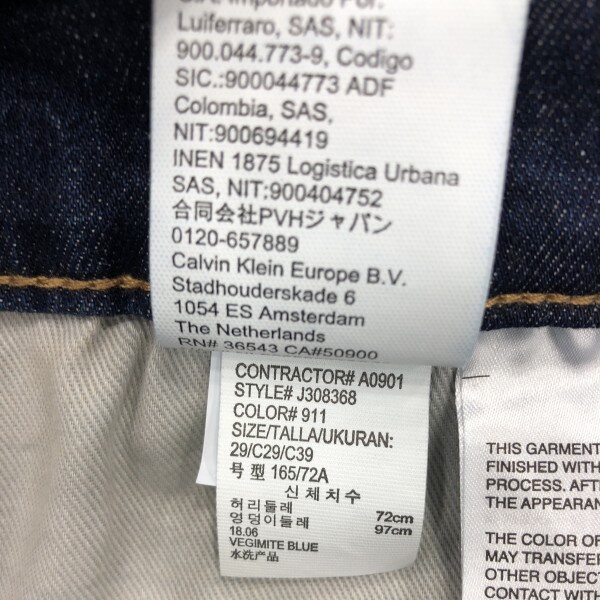 Luiferraro, SAS, NIT:
900.044.773-9, Codigo
SIC.:900044773 ADF
Colombia, SAS,
NIT:900694419
INEN 1875 Logistica Urbana
SAS, NIT:900404752
合同会社PVHジャパン
0120-657889
Calvin Klein Europe B.V.
Stadhouderskade 6
1054 ES Amsterdam
The Netherlands
RN# 36543 CA#50900
CONTRACTOR# A0901
STYLE# J308368
COLOR# 911
SIZE/TALLA/UKURAN:
29/C29/C39
号 型 165/72A
신 체 치 수
허리둘레 72cm
엉덩이둘레 97cm
18.06
VEGIMITE BLUE
水洗产品
THIS GARMENT
FINISHED WITH
PROCESS. AFTE
THE APPEARAN
THE COLOR OF
MAY TRANSFER
OTHER OBJEC
CONTACT WITH